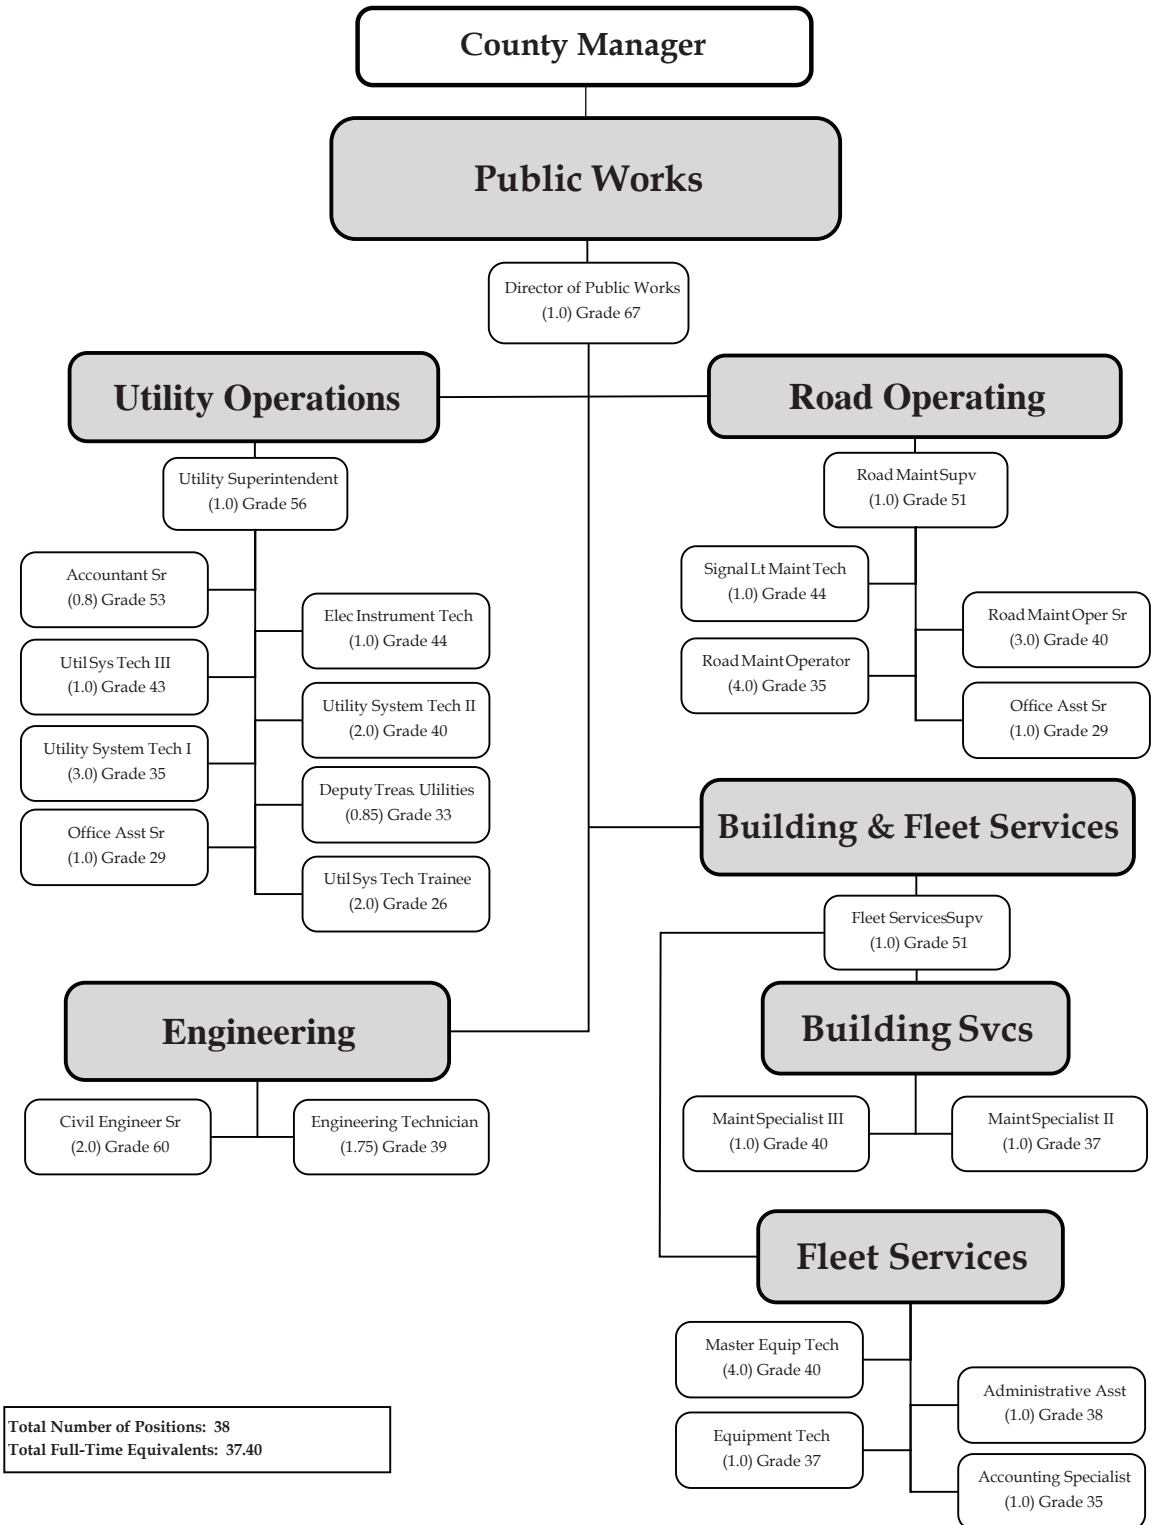 County Manager
Public Works
Director of Public Works
(1.0) Grade 67
Utility Operations
Utility Superintendent
(1.0) Grade 56
Accountant Sr
(0.8) Grade 53
Elec Instrument Tech
(1.0) Grade 44
Util Sys Tech III
(1.0) Grade 43
Utility System Tech II
(2.0) Grade 40
Utility System Tech I
(3.0) Grade 35
Deputy Treas. Ulilities
(0.85) Grade 33
Office Asst Sr
(1.0) Grade 29
Util Sys Tech Trainee
(2.0) Grade 26
Road Operating
Road Maint Supv
(1.0) Grade 51
Signal Lt Maint Tech
(1.0) Grade 44
Road Maint Oper Sr
(3.0) Grade 40
Road Maint Operator
(4.0) Grade 35
Office Asst Sr
(1.0) Grade 29
Building & Fleet Services
Fleet Services Supv
(1.0) Grade 51
Engineering
Civil Engineer Sr
(2.0) Grade 60
Engineering Technician
(1.75) Grade 39
Building Svcs
Maint Specialist III
(1.0) Grade 40
Maint Specialist II
(1.0) Grade 37
Fleet Services
Master Equip Tech
(4.0) Grade 40
Administrative Asst
(1.0) Grade 38
Equipment Tech
(1.0) Grade 37
Accounting Specialist
(1.0) Grade 35
Total Number of Positions: 38
Total Full-Time Equivalents: 37.40